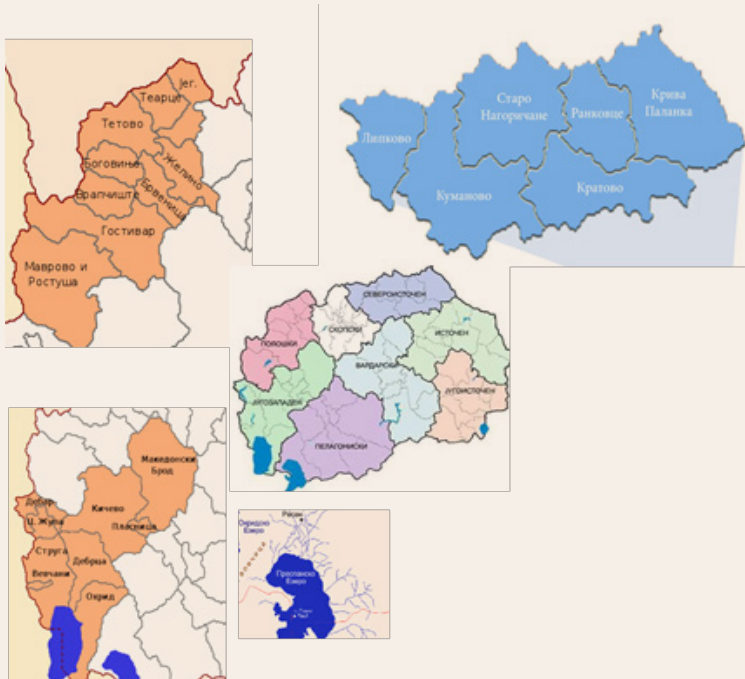 Јег.
Теарце
Тетово
Боговиње
Желино
Врапчиште
Брвеница
Гостивар
Маврово и
Ростуша
Липково
Старо
Нагоричане
Ранковце
Крива
Паланка
Куманово
Кратово
СЕВЕРОИСТОЧЕН
СКОПСКИ
ПОЛОШКИ
ИСТОЧЕН
ВАРДАРСКИ
ЈУГОЗАПАДЕН
ЈУГОИСТОЧЕН
ПЕЛАГОНИСКИ
Македонски
Брод
Дебар
Кичево
Ц. Жупа
Пласница
Струга
Дебрца
Вевчани
Охрид
Ресен
Охридско
Езеро
Преспанско
Езеро